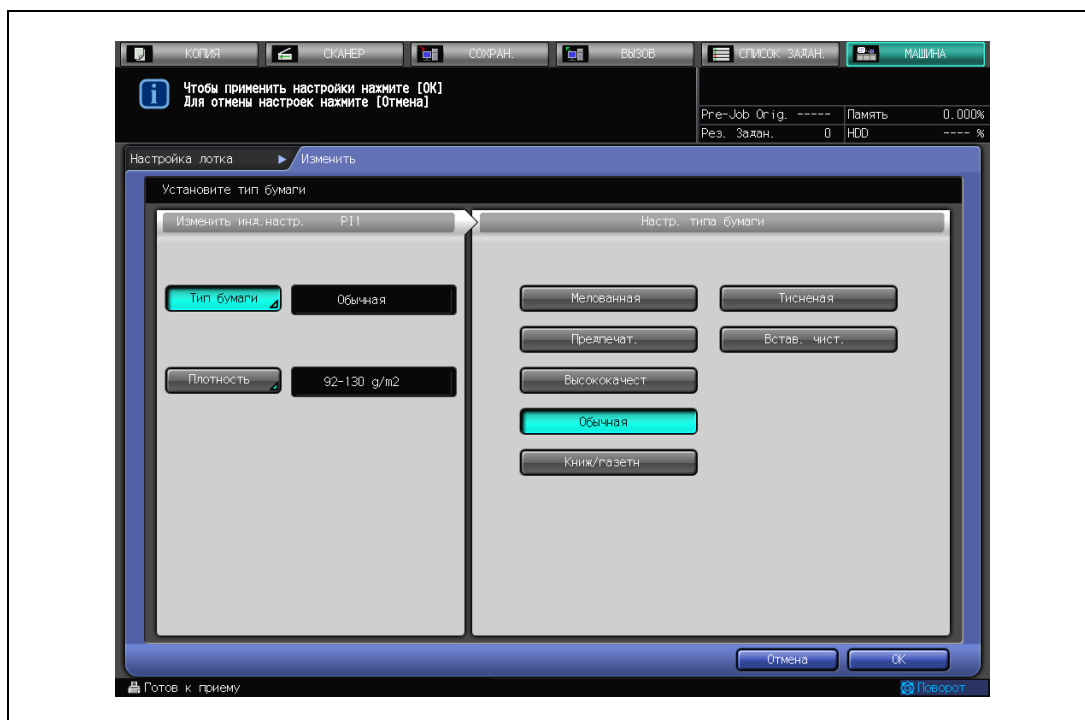 КОПИЯ СКАНЕР СОХРАН. ВЫЗОВ СПИСОК ЗАДАН. МАШИНА
Чтобы применить настройки нажмите [OK]
Для отмены настроек нажмите [Отмена]
Pre-Job Orig. ----- Память 0.000%
Рез. Задан. 0 HDD ---- %
Настройка лотка Изменить
Установите тип бумаги
Изменить инд.настр. PI1 Настр. типа бумаги
Тип бумаги Обычная Мелованная Тисненая
Предпечат. Встав. чист.
Плотность 92-130 g/m2 Высококачест
Обычная
Книж/газетн
Отмена OK
Готов к приему Поворот